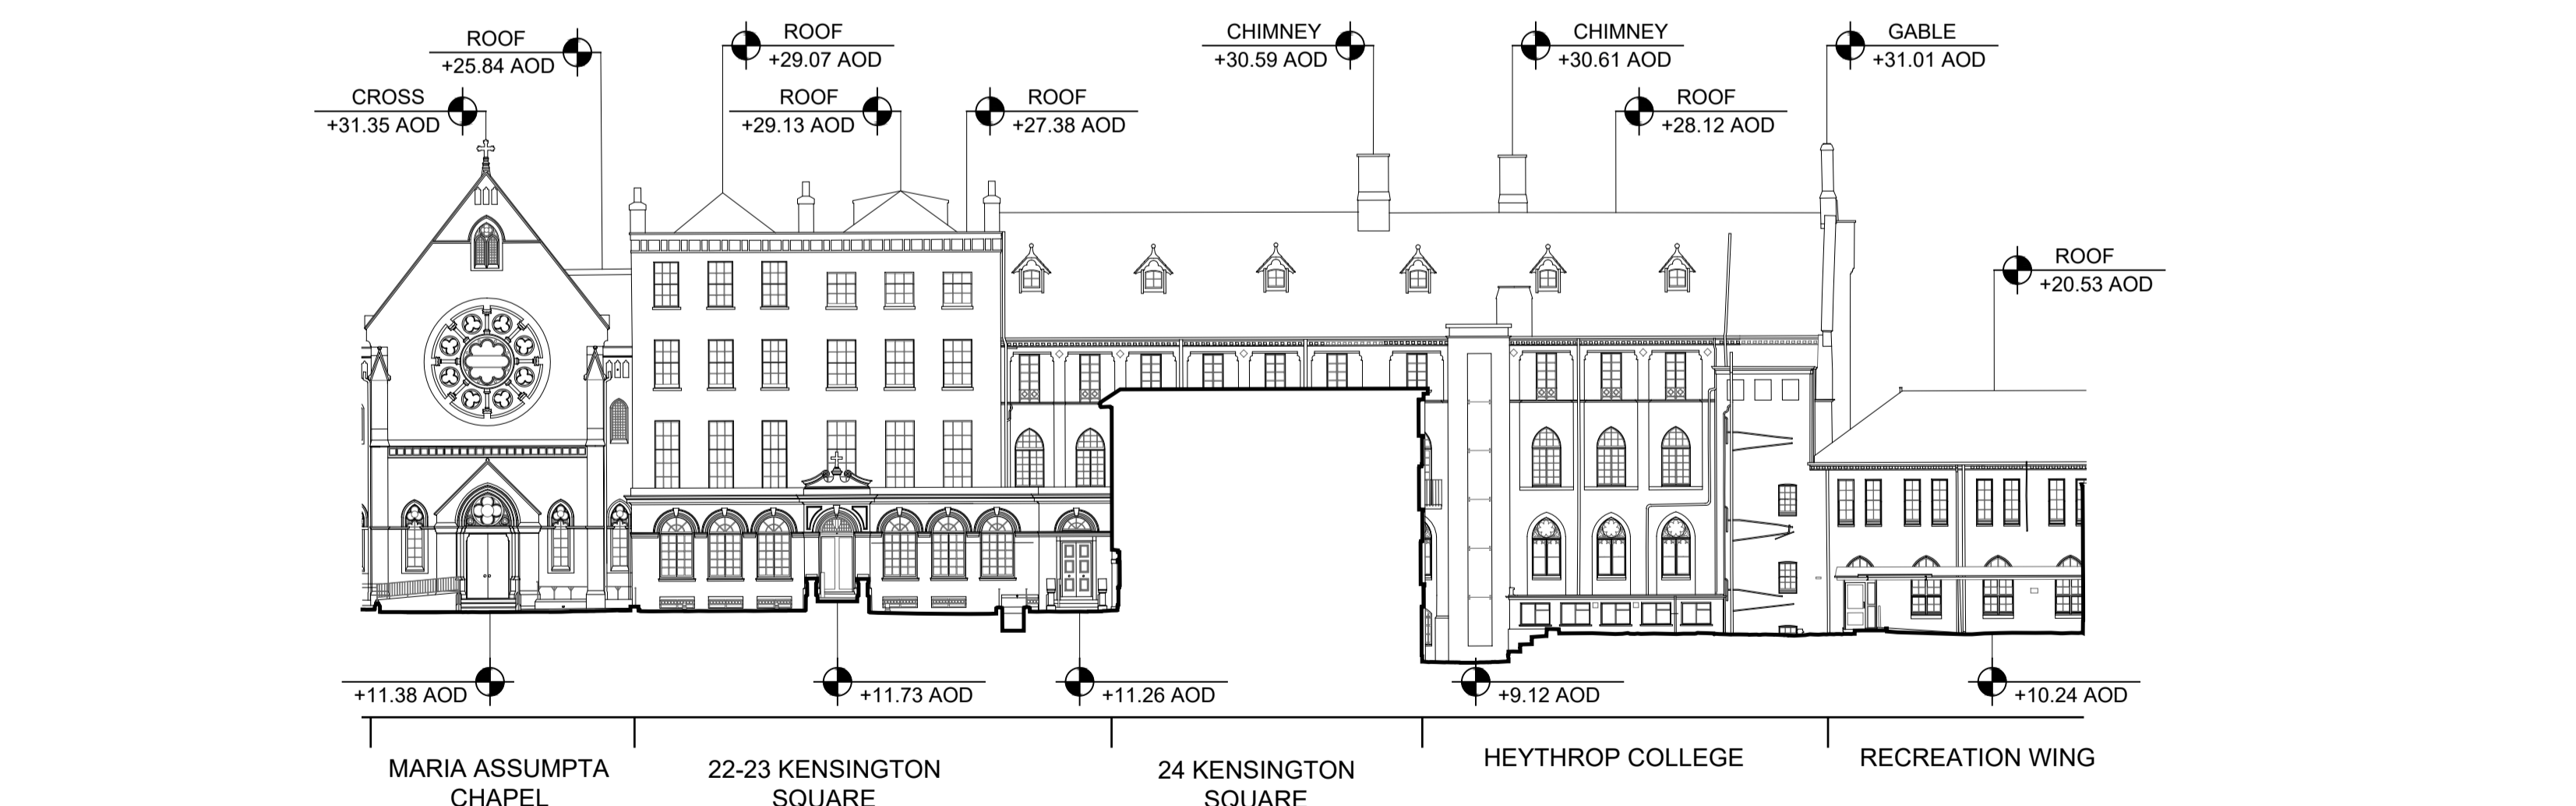 ROOF
+25.84 AOD
ROOF
+29.07 AOD
CHIMNEY
+30.59 AOD
CHIMNEY
+30.61 AOD
GABLE
+31.01 AOD
CROSS
+31.35 AOD
ROOF
+29.13 AOD
ROOF
+27.38 AOD
ROOF
+28.12 AOD
ROOF
+20.53 AOD
+11.38 AOD
+11.73 AOD
+11.26 AOD
+9.12 AOD
+10.24 AOD
MARIA ASSUMPTA
CHAPEL
22-23 KENSINGTON
SQUARE
24 KENSINGTON
SQUARE
HEYTHROP COLLEGE
RECREATION WING